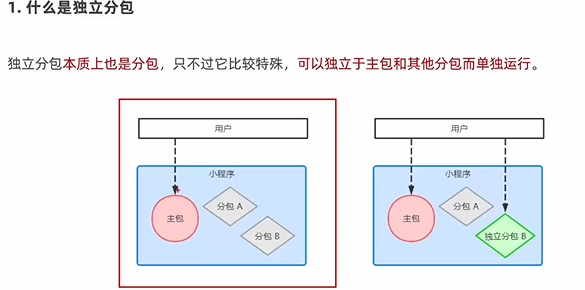 1. 什么是独立分包
独立分包本质上也是分包，只不过它比较特殊，可以独立于主包和其他分包而单独运行。
用户
小程序
主包
分包 A
分包 B
用户
小程序
主包
分包 A
独立分包 B